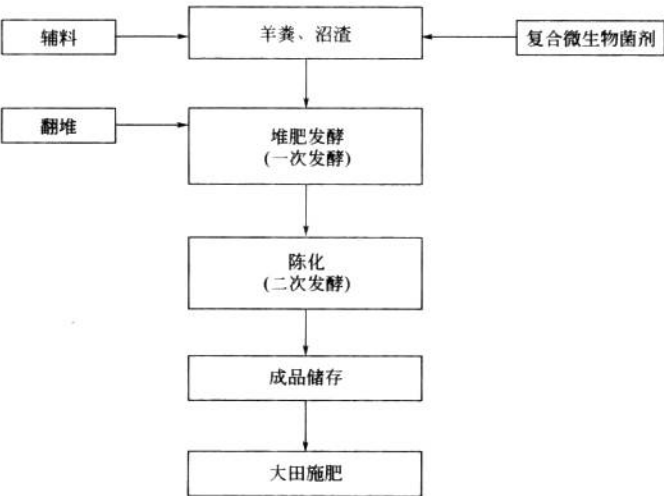 辅料
羊粪、沼渣
复合微生物菌剂
翻堆
堆肥发酵
(一次发酵)
陈化
(二次发酵)
成品储存
大田施肥